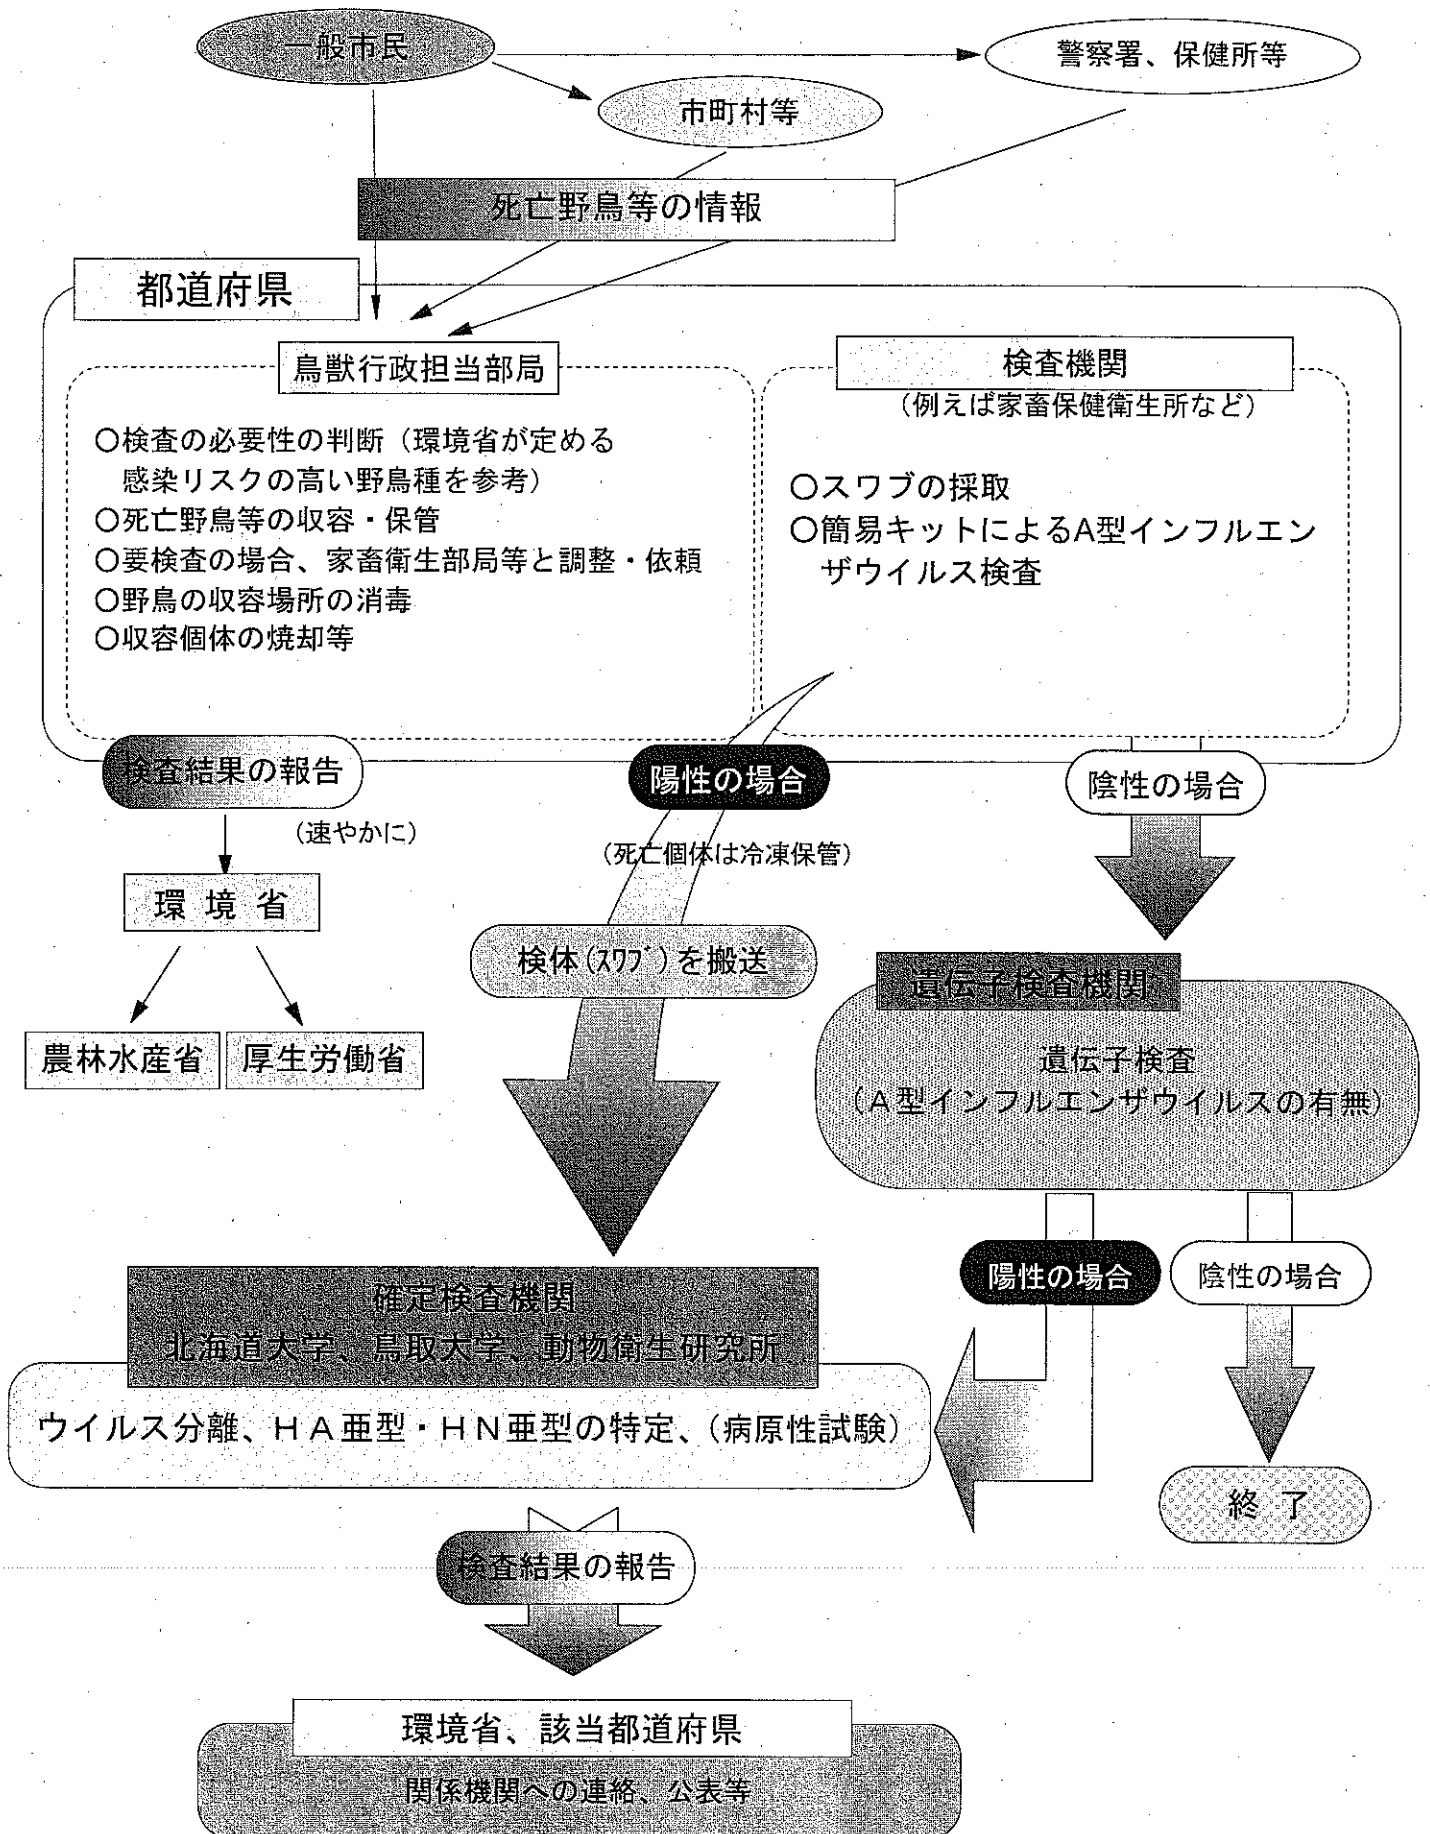 一般市民
警察署、保健所等
市町村等
死亡野鳥等の情報
都道府県
鳥獣行政担当部局
○検査の必要性の判断（環境省が定める
感染リスクの高い野鳥種を参考）
○死亡野鳥等の収容・保管
○要検査の場合、家畜衛生部局等と調整・依頼
○野鳥の収容場所の消毒
○収容個体の焼却等
検査機関
（例えば家畜保健衛生所など）
○スワブの採取
○簡易キットによるA型インフルエン
ザウイルス検査
検査結果の報告
（速やかに）
環 境 省
農林水産省
厚生労働省
陽性の場合
（死亡個体は冷凍保管）
検体（ｽﾜﾌﾞ）を搬送
陰性の場合
遺伝子検査機関
遺伝子検査
（Ａ型インフルエンザウイルスの有無）
陽性の場合
陰性の場合
終 了
確定検査機関
北海道大学、鳥取大学、動物衛生研究所
ウイルス分離、ＨＡ亜型・ＨＮ亜型の特定、（病原性試験）
検査結果の報告
環境省、該当都道府県
関係機関への連絡、公表等